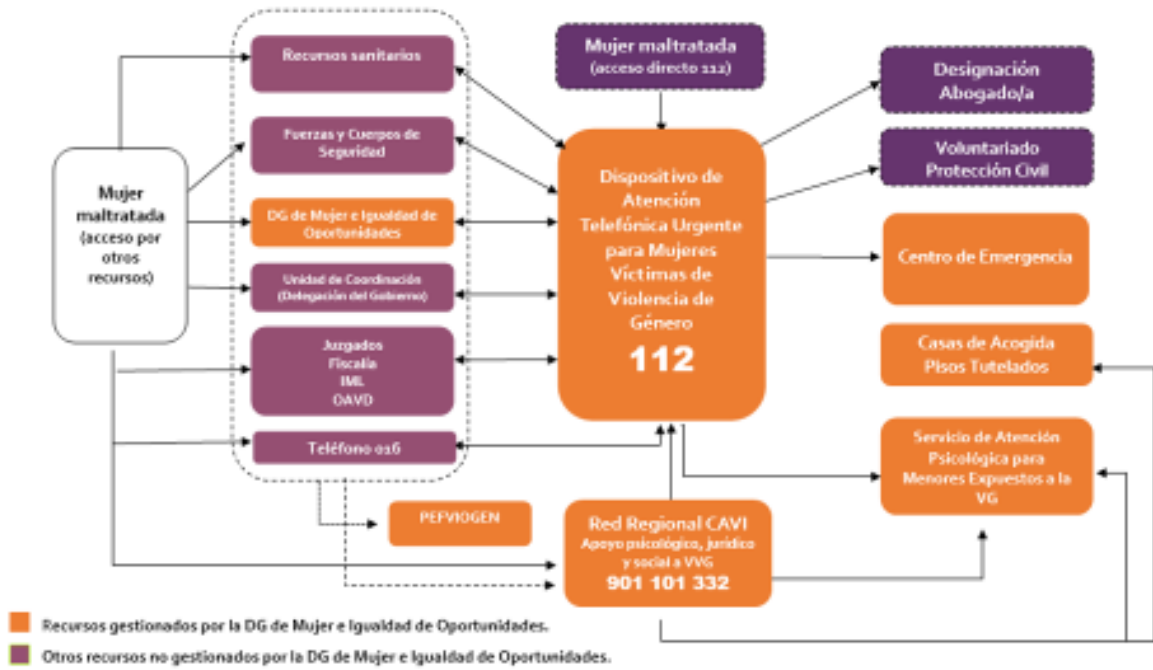 Recursos sanitarios
Fuerzas y Cuerpos de
Seguridad
DG de Mujer e Igualdad de
Oportunidades
Unidad de Coordinación
(Delegación del Gobierno)
Juzgados
Fiscalía
IML
OAVD
Teléfono 016
Mujer
maltratada
(acceso por
otros
recursos)
Mujer maltratada
(acceso directo 112)
Dispositivo de
Atención
Telefónica Urgente
para Mujeres
Víctimas de
Violencia de
Género
112
Designación
Abogado/a
Voluntariado
Protección Civil
Centro de Emergencia
Casas de Acogida
Pisos Tutelados
Servicio de Atención
Psicológica para
Menores Expuestos a la
VG
PEFVIOGEN
Red Regional CAVI
Apoyo psicológico, jurídico
y social a VVG
901 101 332
Recursos gestionados por la DG de Mujer e Igualdad de Oportunidades.
Otros recursos no gestionados por la DG de Mujer e Igualdad de Oportunidades.